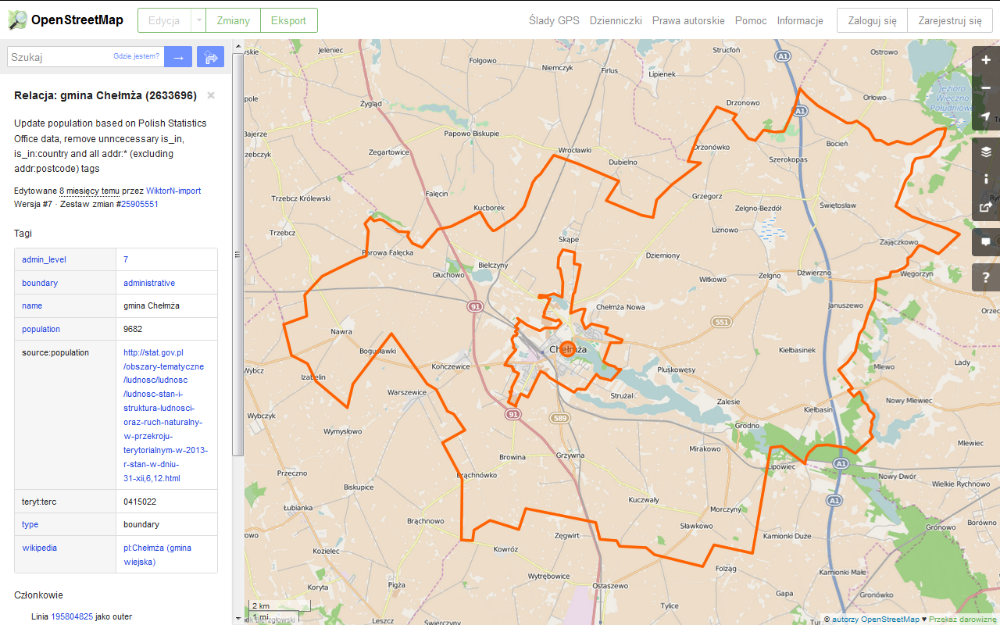 OpenStreetMap
Edycja
Zmiany
Eksport
Ślady GPS
Dzienniczki
Prawa autorskie
Pomoc
Informacje
Zaloguj się
Zarejestruj się
Szukaj
Gdzie jestem?
Relacja: gmina Chełmża (2633696)
Update population based on Polish Statistics
Office data, remove unncecessary is_in,
is_in:country and all addr:* (excluding
addr:postcode) tags
Edytowane 8 miesięcy temu przez WiktorN-import
Wersja #7 · Zestaw zmian #25905551
Tagi
admin_level 7
boundary administrative
name gmina Chełmża
population 9682
source:population http://stat.gov.pl
/obszary-tematyczne
/ludnosc/ludnosc
/ludnosc-stan-i-
struktura-ludnosci-
oraz-ruch-naturalny-
w-przekroju-
terytorialnym-w-2013-
r-stan-w-dniu-
31-xii,6,12.html
teryt:terc 0415022
type boundary
wikipedia pl:Chełmża (gmina
wiejska)
Członkowie
Linia 195804825 jako outer
Jeleniec
Folgowo
Niemczyk
Firlus
Strucfoń
Ostrowo
A1
Lipienek
Zygląd
Drzonowo
Orłowo
Jezioro
Wieczno
Północne
A1
Bajerze
Papowo Biskupie
Zegartowice
Wrocławki
Drzonówko
Bocień
Dubielno
Szerokopas
Trzebcz Królewski
Falęcin
Kucborek
Grzegorz
Zelgno-Bezdół
Świętosław
Trzebcz
Liznowo
Skąpe
Zajączkowo
Parowa Falęcka
Dziemiony
Bielczyny
Głuchowo
Witkowo
Zelgno
Dźwierzno
Węgorzyn
91
Chełmża Nowa
Januszewo
551
Nawra
Chełmża
Kiełbasinek
Bogusławki
Kończewice
Pluskowęsy
Mlewo
Lady
Izabelin
Warszewice
Strużal
Zalesie
Kiełbasin
Nowy Mlewiec
91
589
Wybczyk
Wymysłowo
Grodno
Mirakowo
Mlewiec
Browina
Grzywna
Lipowiec
A1
Przeczno
Brąchnówko
Nowy Dwór
Wielkie Rychnowo
Biskupice
Kuczwały
A1
Łubianka
Morczyny
Brąchnowo
Sławkowo
Borówno
Zęgwirt
Kamionki Duże
Gronowo
Kozielec
Kowróz
Folząg
Wytrębowice
Kamionki Małe
Koryta
Pigża
Ostaszewo
Gronówko
Gapa
2 km
Tylice
1 mi
Leszcz
Świerczyny
© autorzy OpenStreetMap ♥ Przekaż darowiznę